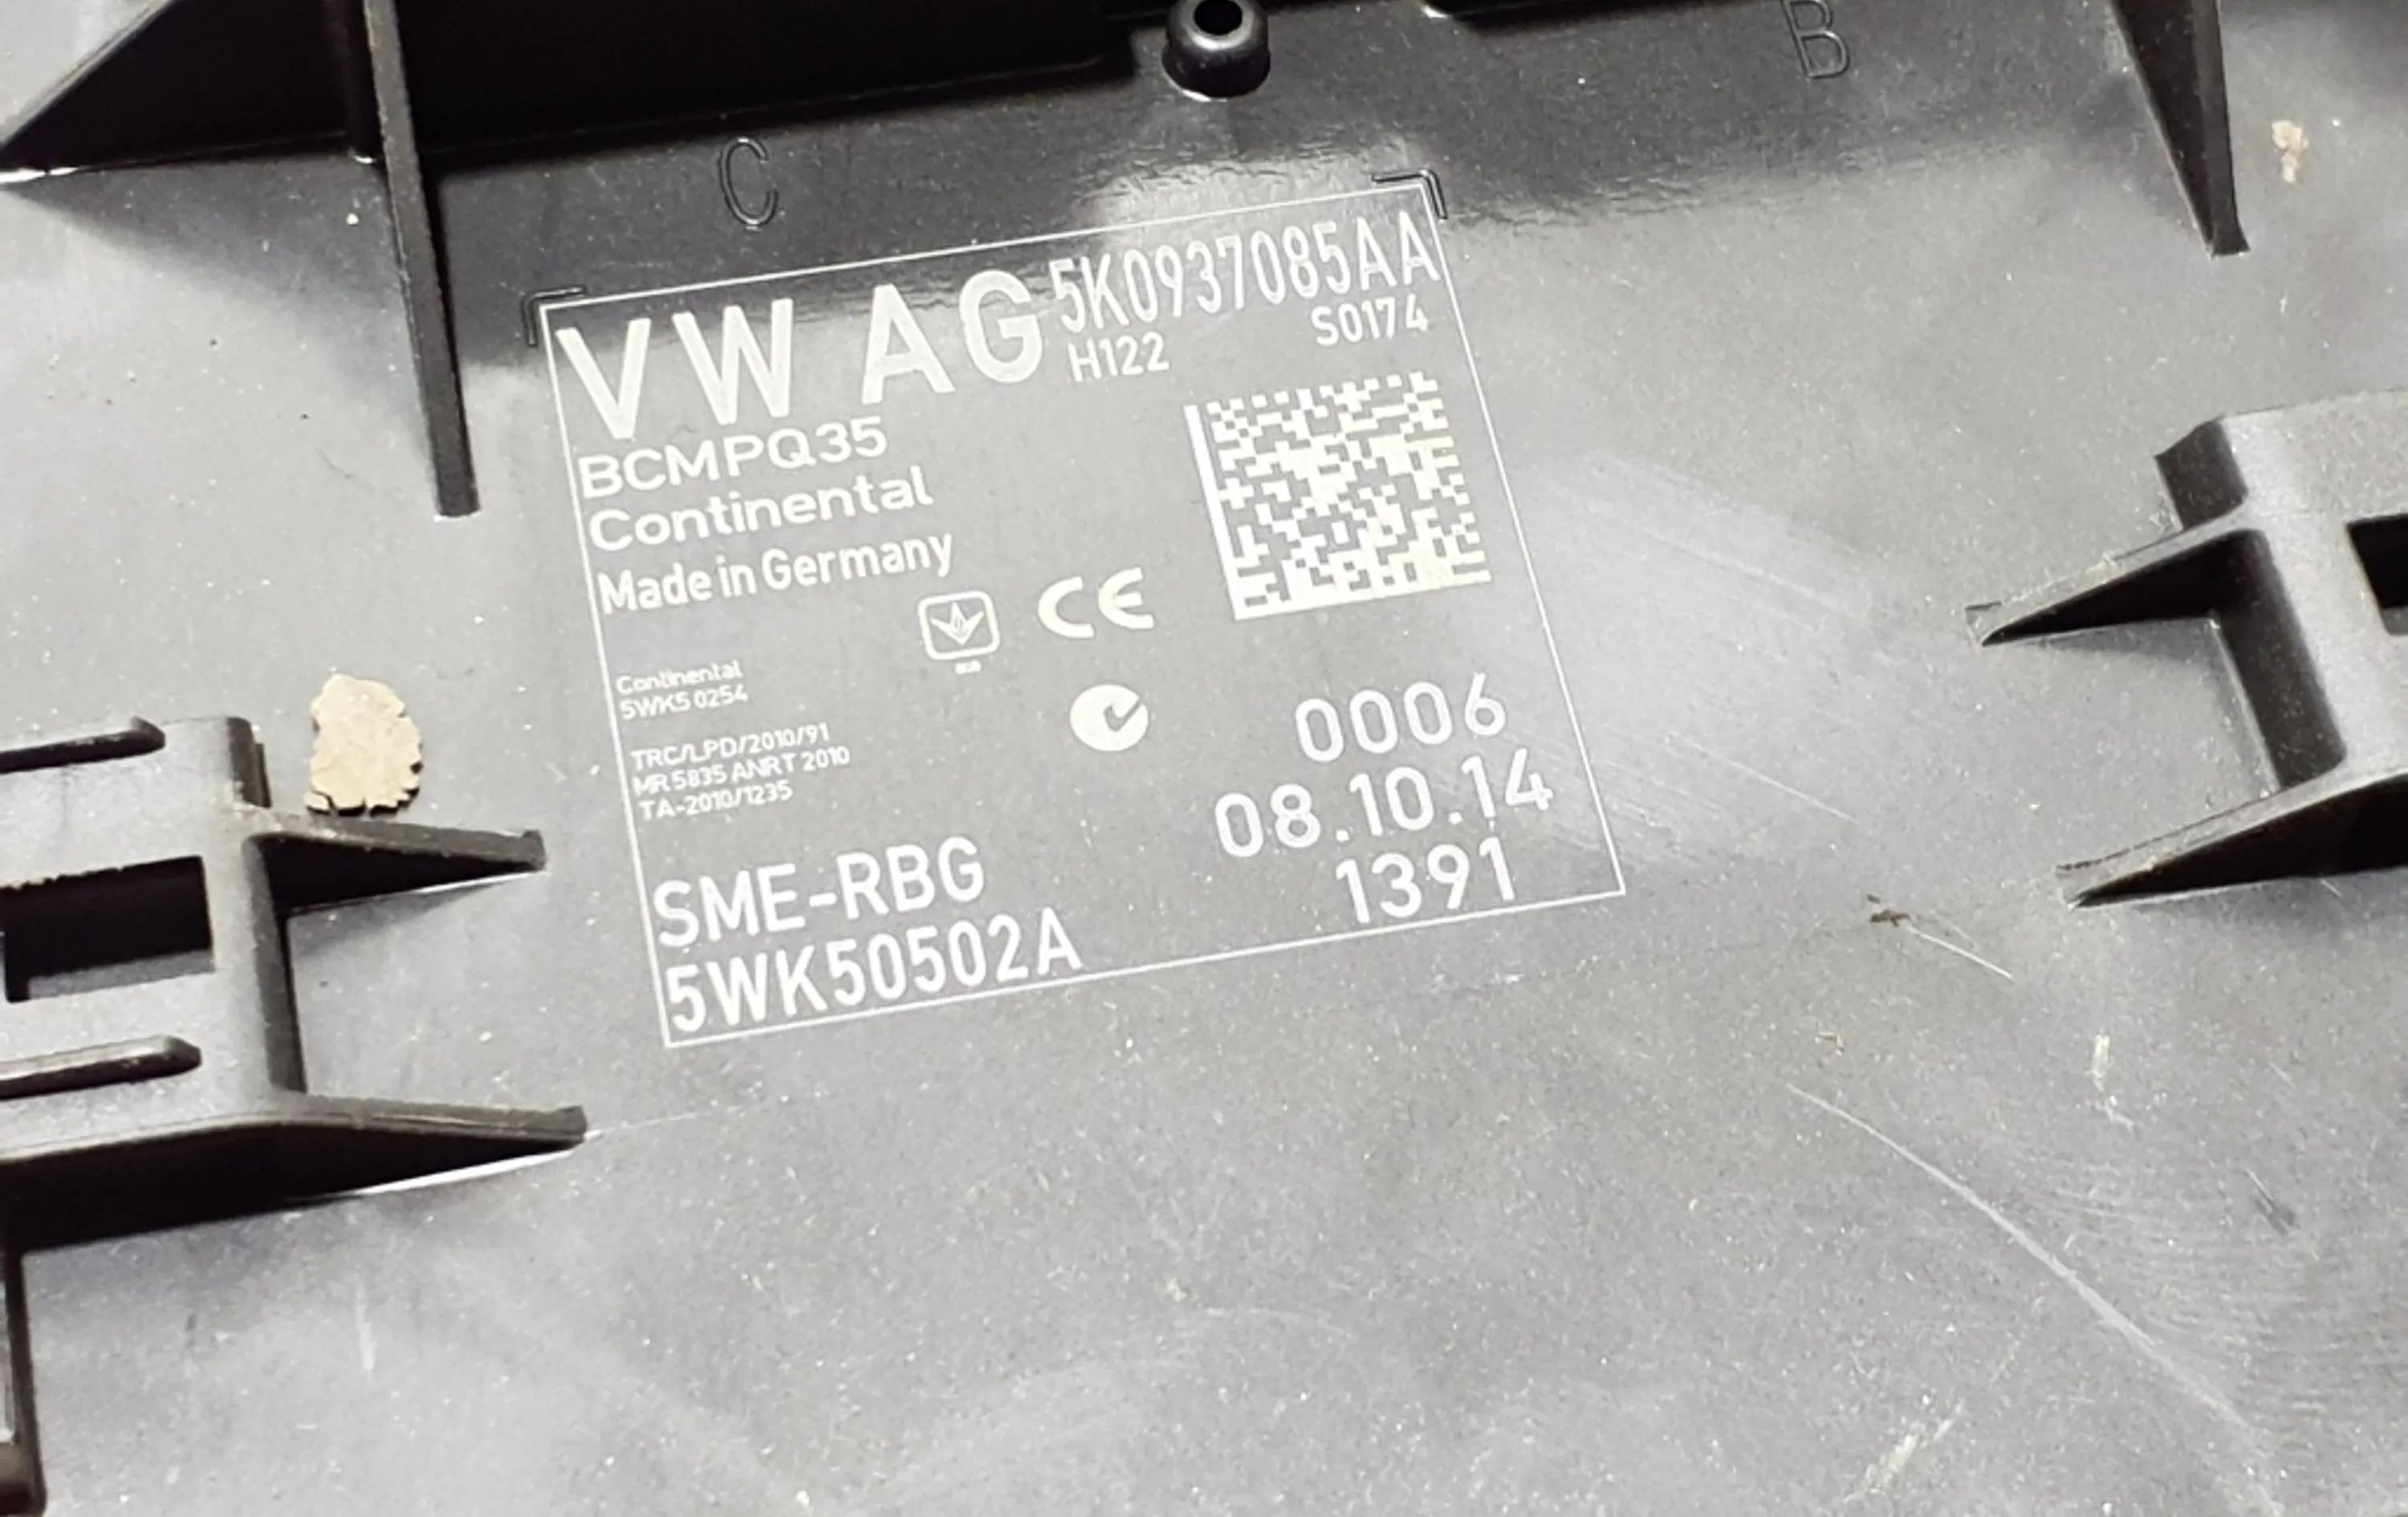 B
C
VW AG 5K0937085AA
H122 S0174
BCMPQ35
Continental
Made in Germany
CE
Continental
5WK5 0254
TRC/LPD/2010/91
MR 5835 ANRT 2010
TA-2010/1235
0006
08.10.14
1391
SME-RBG
5WK50502A